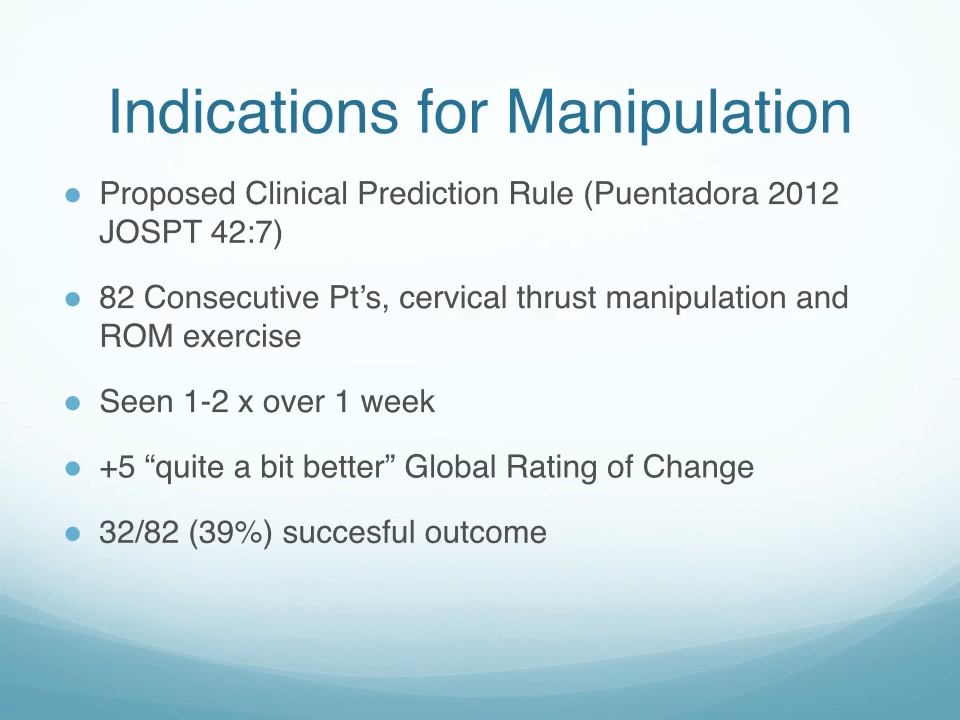 Indications for Manipulation
● Proposed Clinical Prediction Rule (Puentadora 2012
JOSPT 42:7)
● 82 Consecutive Pt’s, cervical thrust manipulation and
ROM exercise
● Seen 1-2 x over 1 week
● +5 “quite a bit better” Global Rating of Change
● 32/82 (39%) succesful outcome